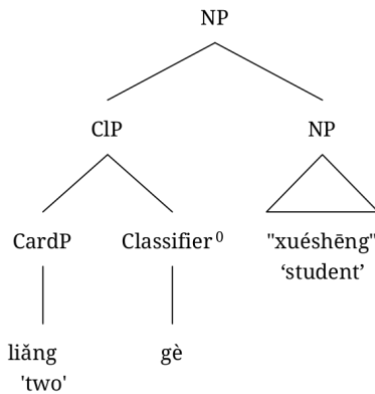 NP
ClP NP
CardP Classifier⁰ "xuéshēng"
‘student’
liǎng gè
'two'